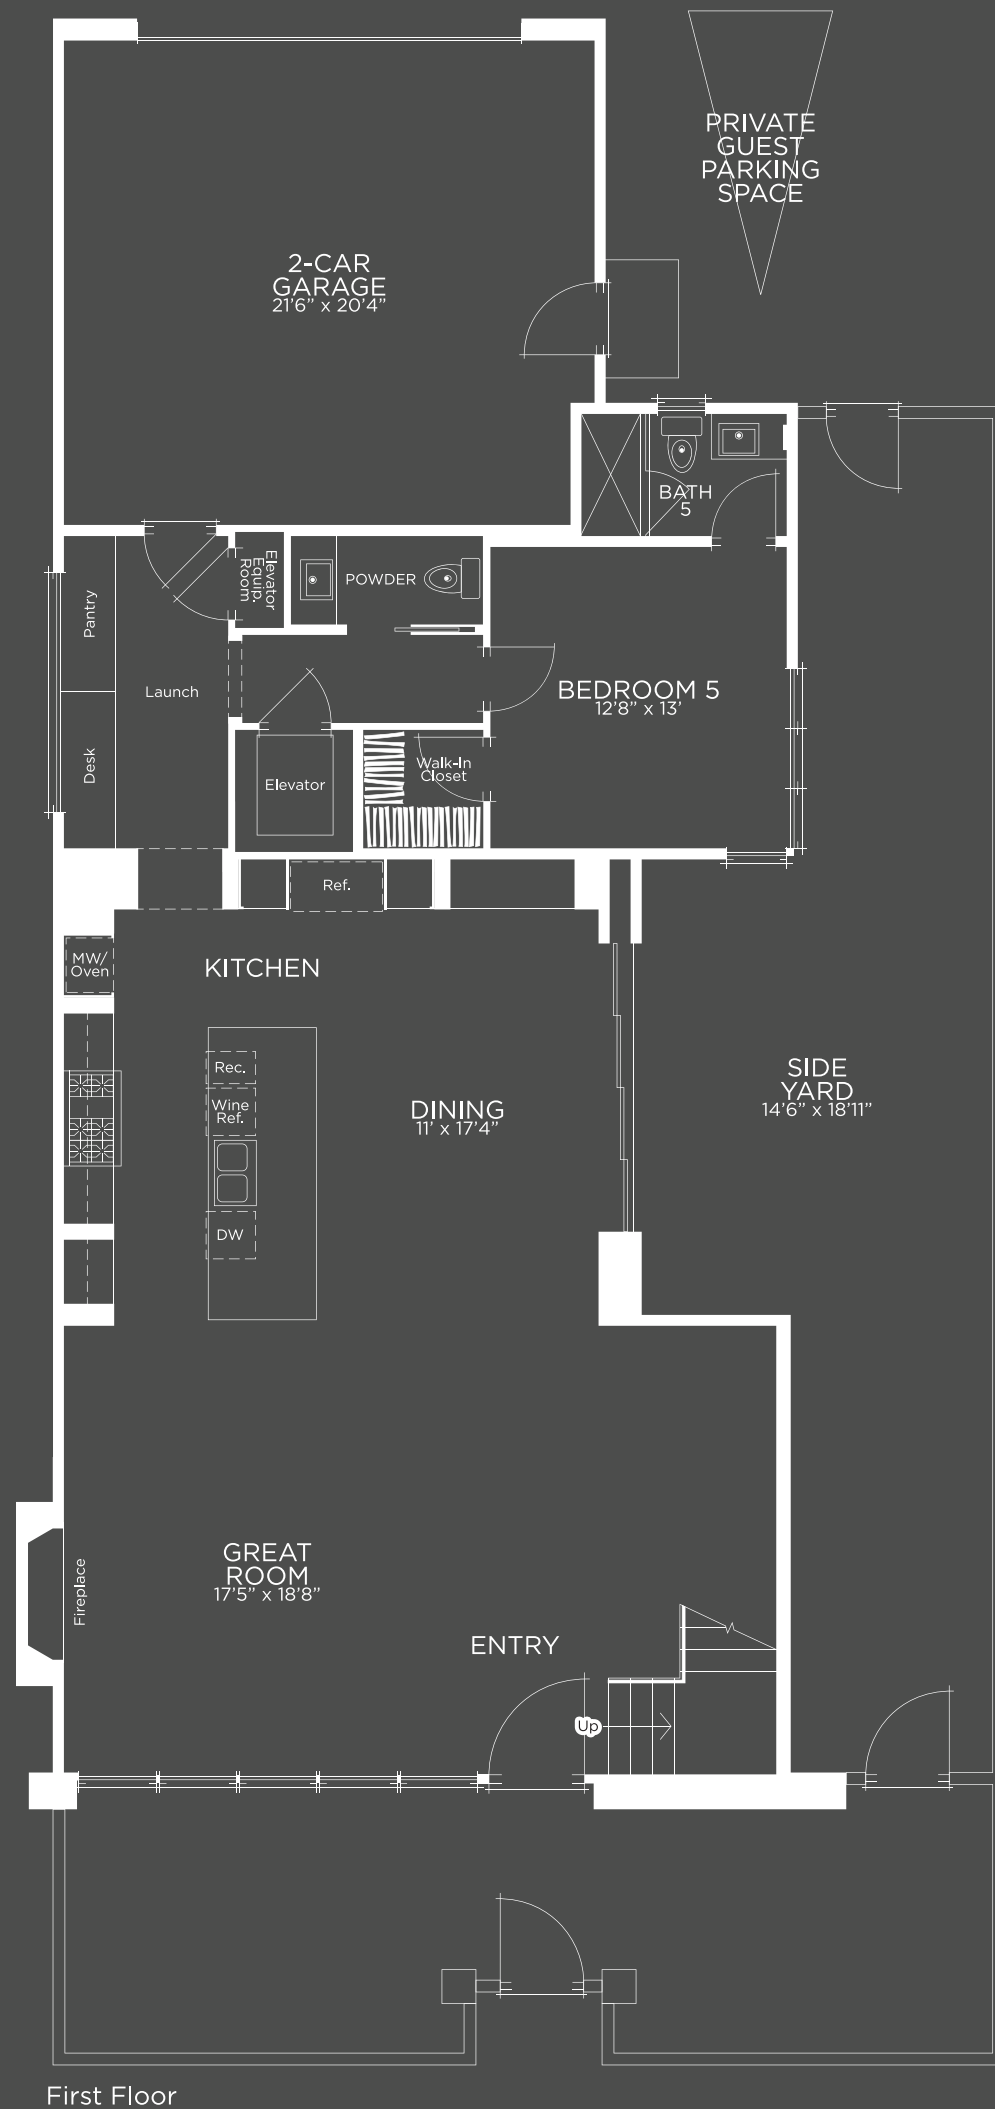 PRIVATE
GUEST
PARKING
SPACE
2-CAR
GARAGE
21'6" x 20'4"
BATH
5
Elevator
Equip.
Room
POWDER
Pantry
Launch
BEDROOM 5
12'8" x 13'
Desk
Elevator
Walk-In
Closet
Ref.
MW/
Oven
KITCHEN
Rec.
Wine
Ref.
DINING
11' x 17'4"
SIDE
YARD
14'6" x 18'11"
DW
GREAT
ROOM
17'5" x 18'8"
Fireplace
ENTRY
Up
First Floor